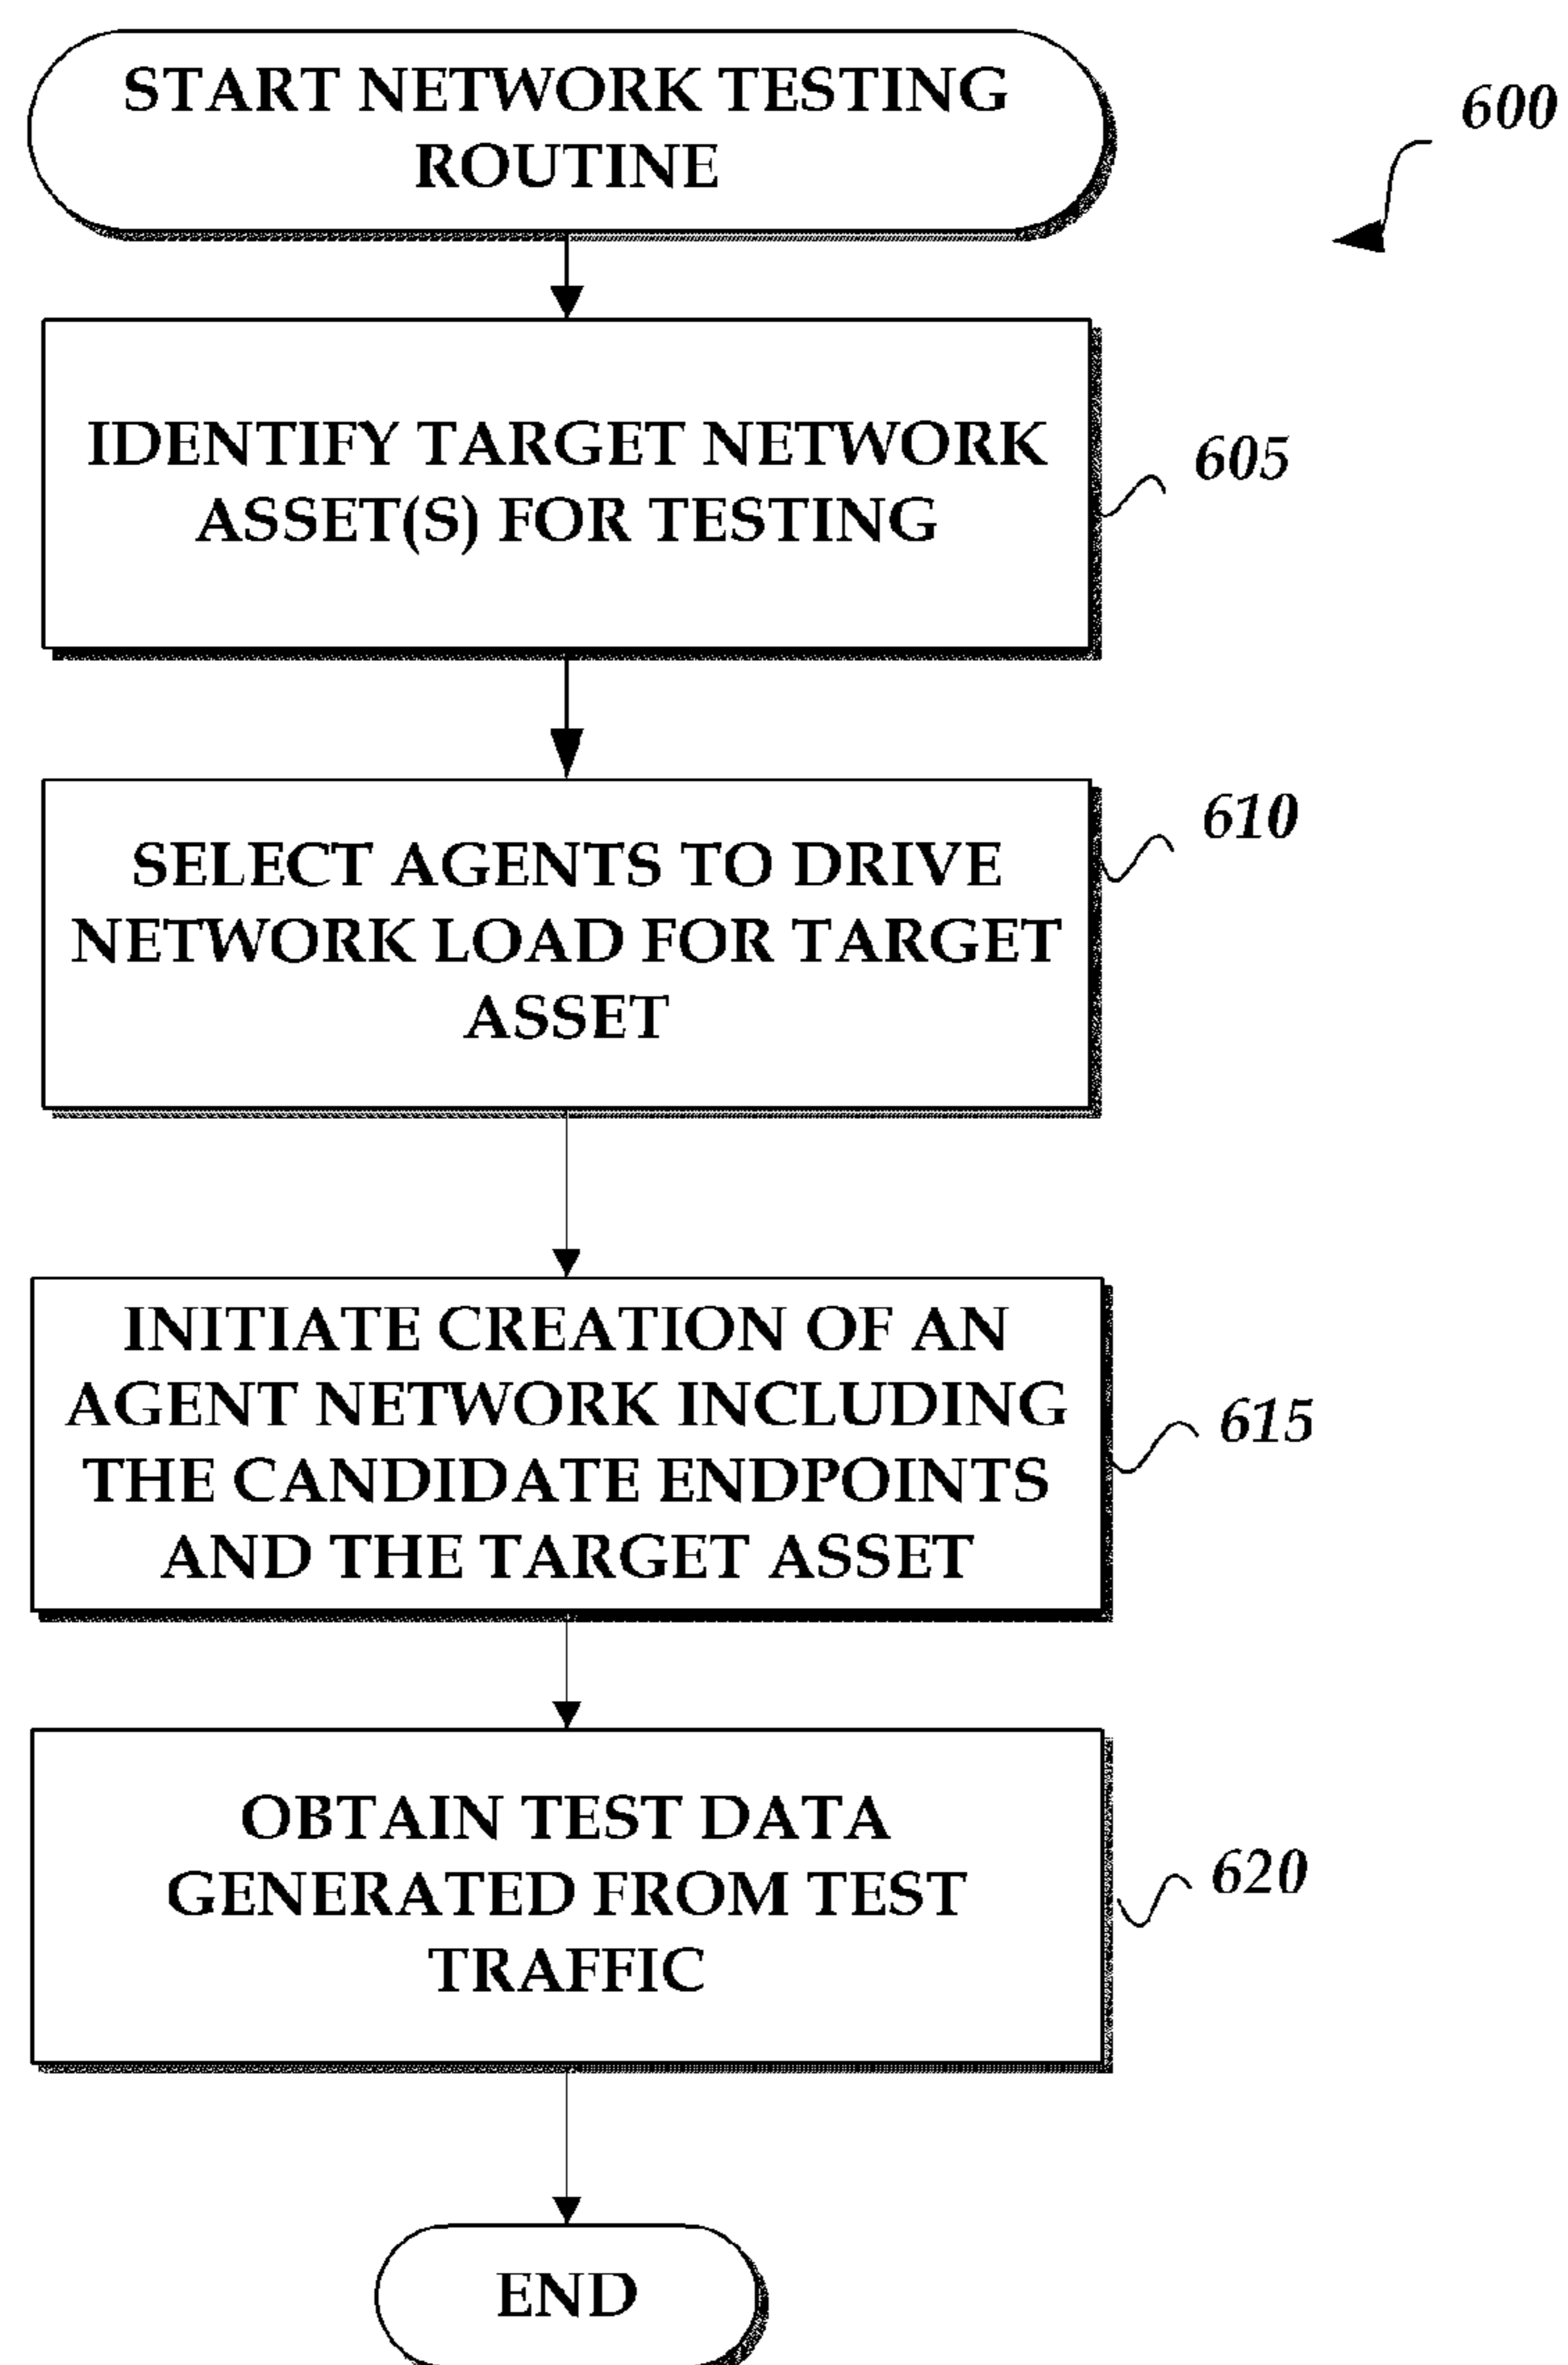 START NETWORK TESTING
ROUTINE
600
IDENTIFY TARGET NETWORK
ASSET(S) FOR TESTING
605
SELECT AGENTS TO DRIVE
NETWORK LOAD FOR TARGET
ASSET
610
INITIATE CREATION OF AN
AGENT NETWORK INCLUDING
THE CANDIDATE ENDPOINTS
AND THE TARGET ASSET
615
OBTAIN TEST DATA
GENERATED FROM TEST
TRAFFIC
620
END